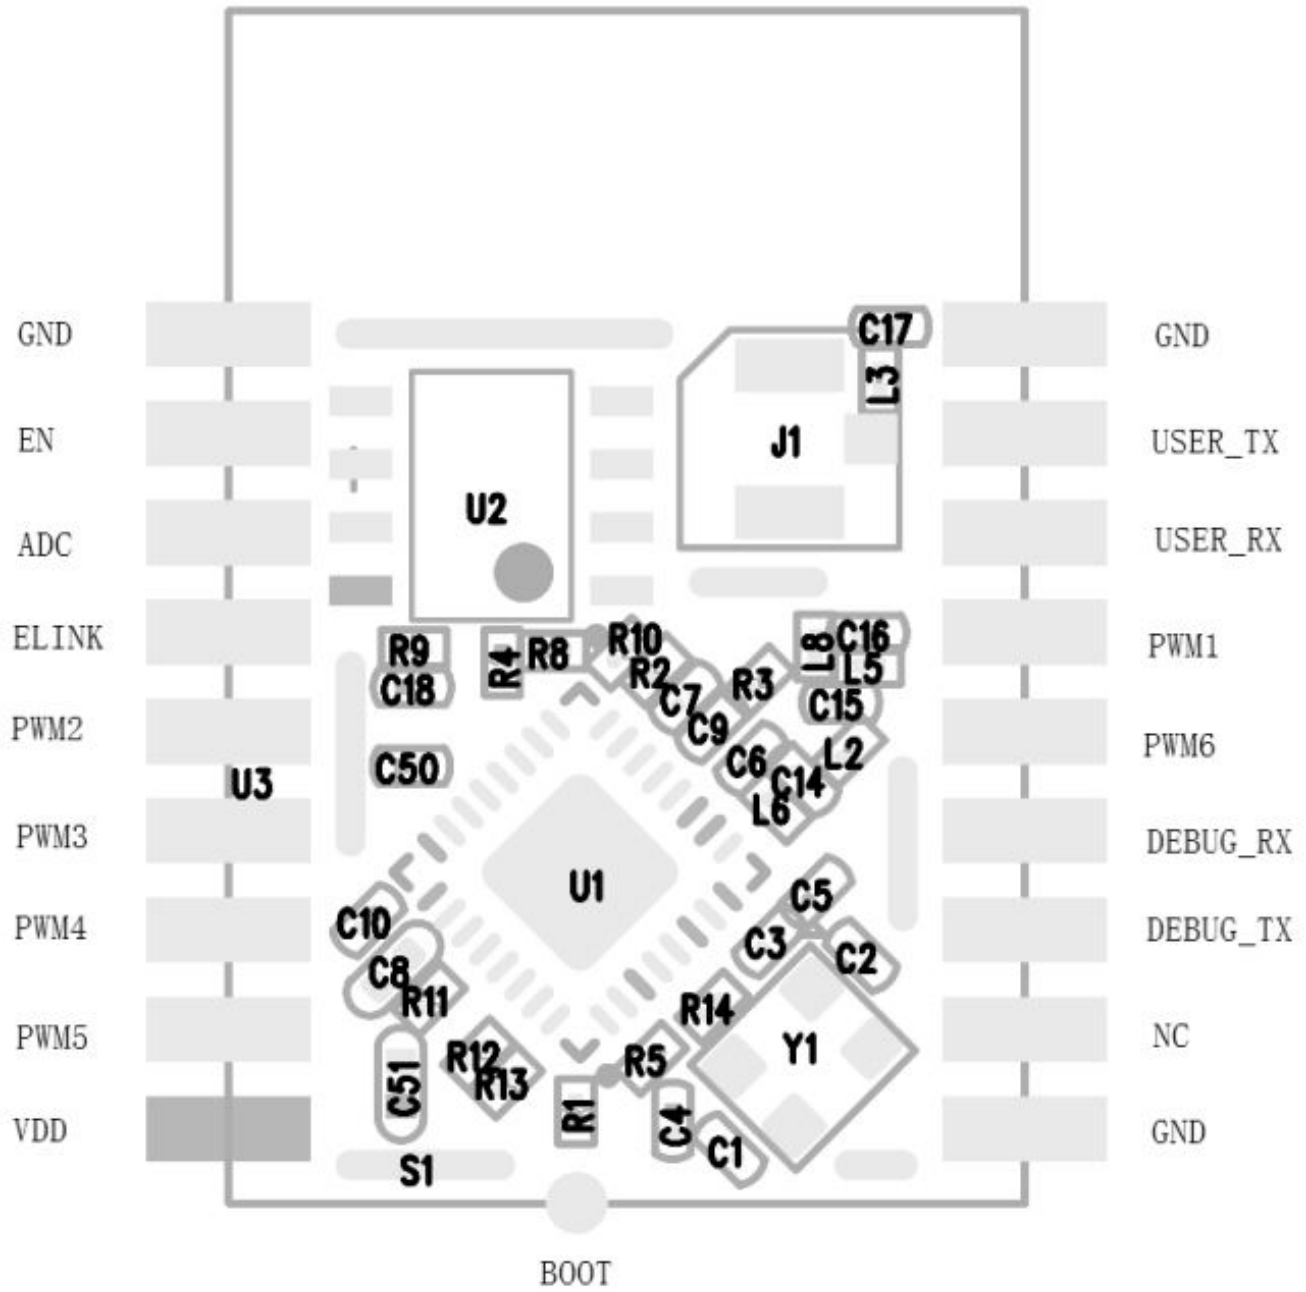 C17
GND
GND
L3
EN
J1
USER_TX
U2
ADC
USER_RX
ELINK
R9
R4
R8
R10
L8
C16
PWM1
R2
L5
C18
C7
R3
C15
PWM2
C9
PWM6
L2
C50
C6
C14
U3
L6
PWM3
DEBUG_RX
U1
C5
C10
PWM4
C3
DEBUG_TX
C8
C2
R11
R14
PWM5
Y1
NC
R12
R5
R13
C51
R1
C4
VDD
GND
C1
S1
BOOT